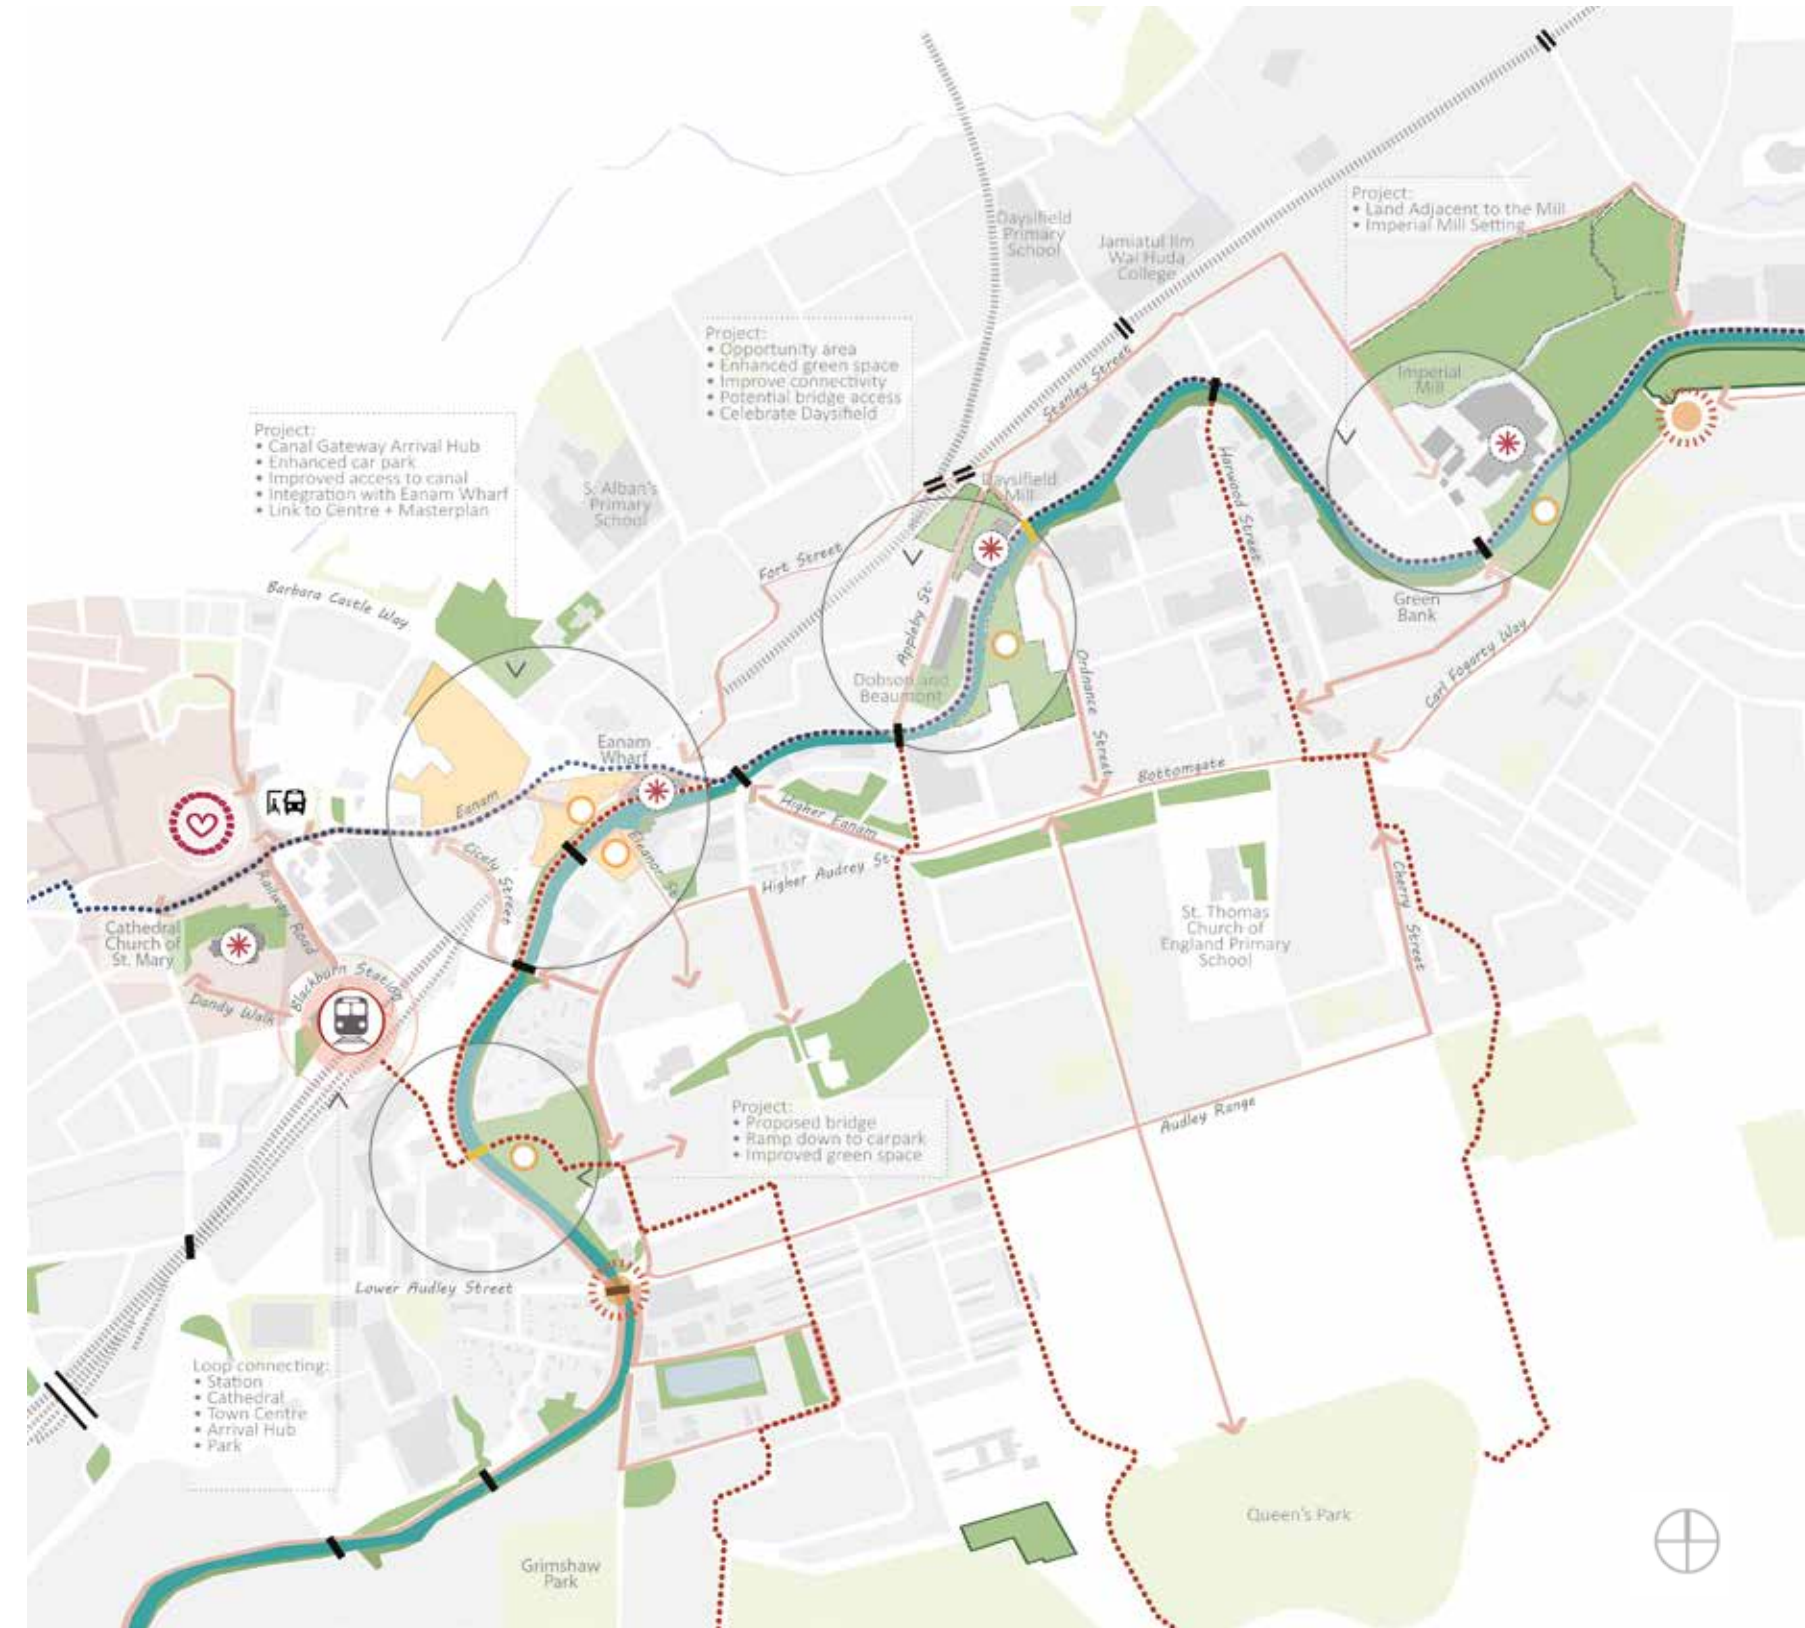 Project:
• Land Adjacent to the Mill
• Imperial Mill Setting
Daysifield
Primary
School
Jamiatul Ilm
Wal Huda
College
Project:
• Opportunity area
• Enhanced green space
• Improve connectivity
• Potential bridge access
• Celebrate Daysifield
Stanley Street
Imperial
Mill
Project:
• Canal Gateway Arrival Hub
• Enhanced car park
• Improved access to canal
• Integration with Eanam Wharf
• Link to Centre + Masterplan
S. Alban's
Primary
School
Daysifield
Mill
Harwood Street
Fort Street
Barbara Castle Way
Appleby St.
Green
Bank
Carl Fogarty Way
Dobson and
Beaumont
Ordnance Street
Eanam
Wharf
Bottomgate
Eanam
Higher Eanam
Cicely Street
Eleanor St
Higher Audrey St.
Railway Road
Cherry Street
Cathedral
Church of
St. Mary
St. Thomas
Church of
England Primary
School
Blackburn Station
Dandy Walk
Project:
• Proposed bridge
• Ramp down to carpark
• Improved green space
Audley Range
Lower Audley Street
Loop connecting:
• Station
• Cathedral
• Town Centre
• Arrival Hub
• Park
Queen's Park
Grimshaw
Park